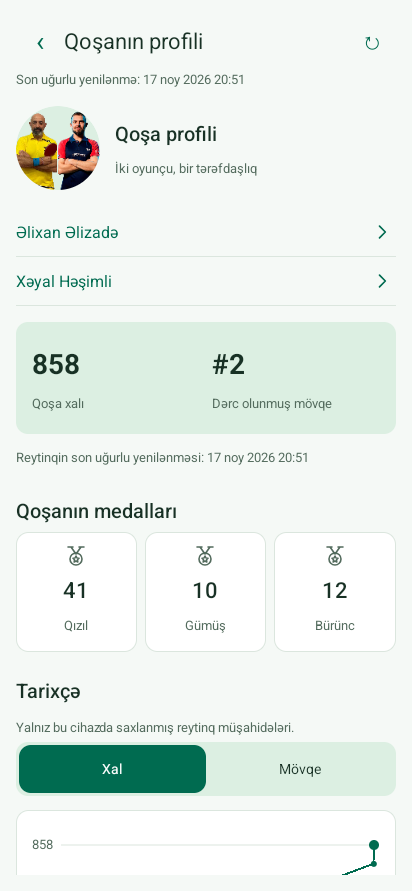 Qoşanın profili
Son uğurlu yenilənmə: 17 noy 2026 20:51
Qoşa profili
İki oyunçu, bir tərəfdaşlıq
Əlixan Əlizadə
Xəyal Həşimli
858
#2
Qoşa xalı
Dərc olunmuş mövqe
Reytinqin son uğurlu yenilənməsi: 17 noy 2026 20:51
Qoşanın medalları
41
10
12
Qızıl
Gümüş
Bürünc
Tarixçə
Yalnız bu cihazda saxlanmış reytinq müşahidələri.
Xal
Mövqe
858